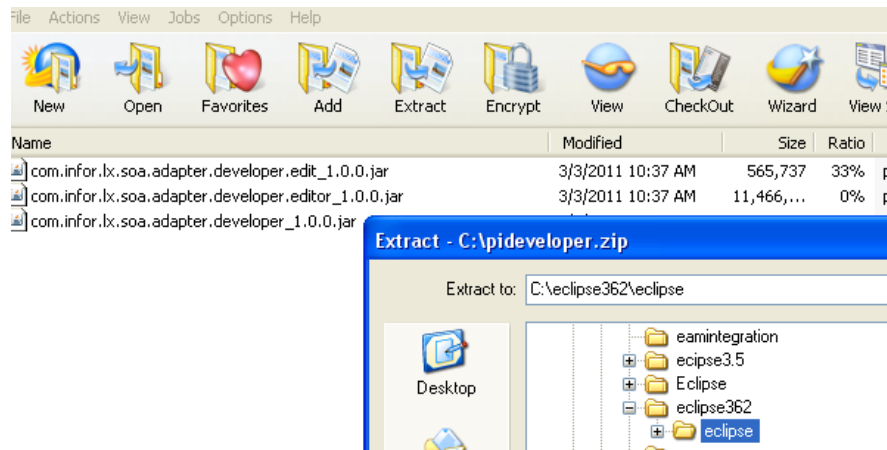 File Actions View Jobs Options Help
New Open Favorites Add Extract Encrypt View CheckOut Wizard View
Name Modified Size Ratio
com.infor.lx.soa.adapter.developer.edit_1.0.0.jar 3/3/2011 10:37 AM 565,737 33%
com.infor.lx.soa.adapter.developer.editor_1.0.0.jar 3/3/2011 10:37 AM 11,466,... 0%
com.infor.lx.soa.adapter.developer_1.0.0.jar
Extract - C:\pideveloper.zip
Extract to: C:\eclipse362\eclipse
eamintegration
ecipse3.5
Desktop Eclipse
eclipse362
eclipse